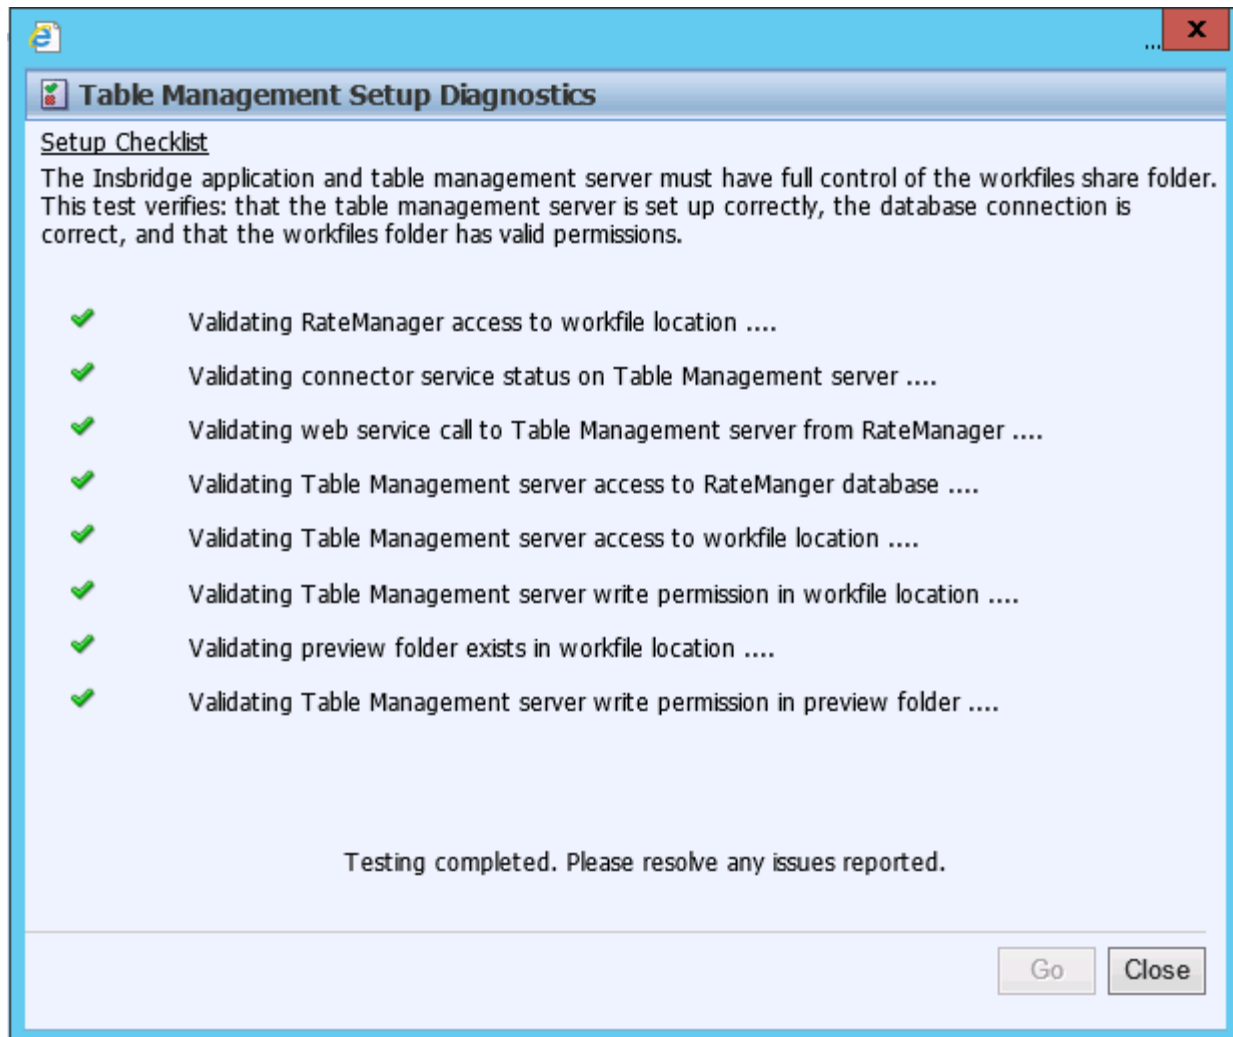 ...
x
Table Management Setup Diagnostics
Setup Checklist
The Insbridge application and table management server must have full control of the workfiles share folder.
This test verifies: that the table management server is set up correctly, the database connection is
correct, and that the workfiles folder has valid permissions.
Validating RateManager access to workfile location ....
Validating connector service status on Table Management server ....
Validating web service call to Table Management server from RateManager ....
Validating Table Management server access to RateManger database ....
Validating Table Management server access to workfile location ....
Validating Table Management server write permission in workfile location ....
Validating preview folder exists in workfile location ....
Validating Table Management server write permission in preview folder ....
Testing completed. Please resolve any issues reported.
Go Close